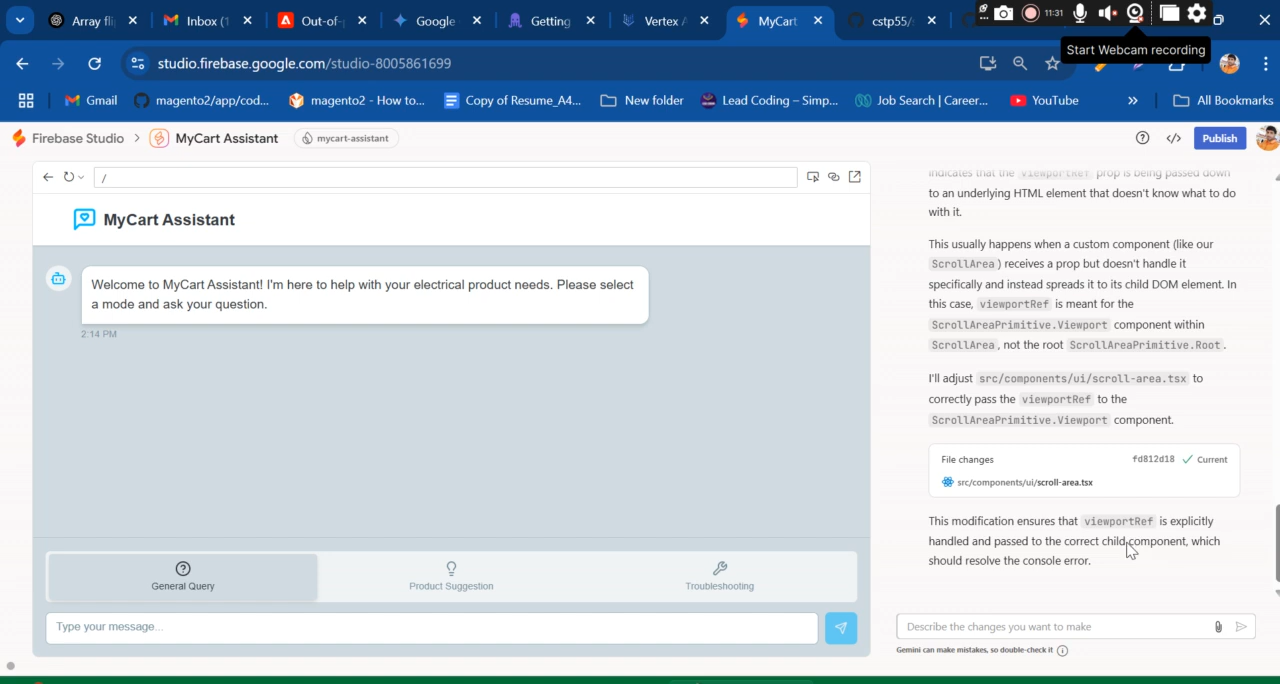 Array fli
Inbox (1
Out-of-
Google
Getting
Vertex A
MyCart
cstp55/
11:31
Start Webcam recording
studio.firebase.google.com/studio-8005861699
Gmail
magento2/app/cod...
magento2 - How to...
Copy of Resume_A4...
New folder
Lead Coding – Simp...
Job Search | Career...
YouTube
»
All Bookmarks
Firebase Studio > MyCart Assistant
mycart-assistant
Publish
/
MyCart Assistant
Welcome to MyCart Assistant! I'm here to help with your electrical product needs. Please select
a mode and ask your question.
2:14 PM
General Query
Product Suggestion
Troubleshooting
Type your message...
indicates that the viewportRef prop is being passed down
to an underlying HTML element that doesn't know what to do
with it.
This usually happens when a custom component (like our
ScrollArea) receives a prop but doesn't handle it
specifically and instead spreads it to its child DOM element. In
this case, viewportRef is meant for the
ScrollAreaPrimitive.Viewport component within
ScrollArea, not the root ScrollAreaPrimitive.Root.
I'll adjust src/components/ui/scroll-area.tsx to
correctly pass the viewportRef to the
ScrollAreaPrimitive.Viewport component.
File changes
fd812d18 ✓ Current
src/components/ui/scroll-area.tsx
This modification ensures that viewportRef is explicitly
handled and passed to the correct child component, which
should resolve the console error.
Describe the changes you want to make
Gemini can make mistakes, so double-check it